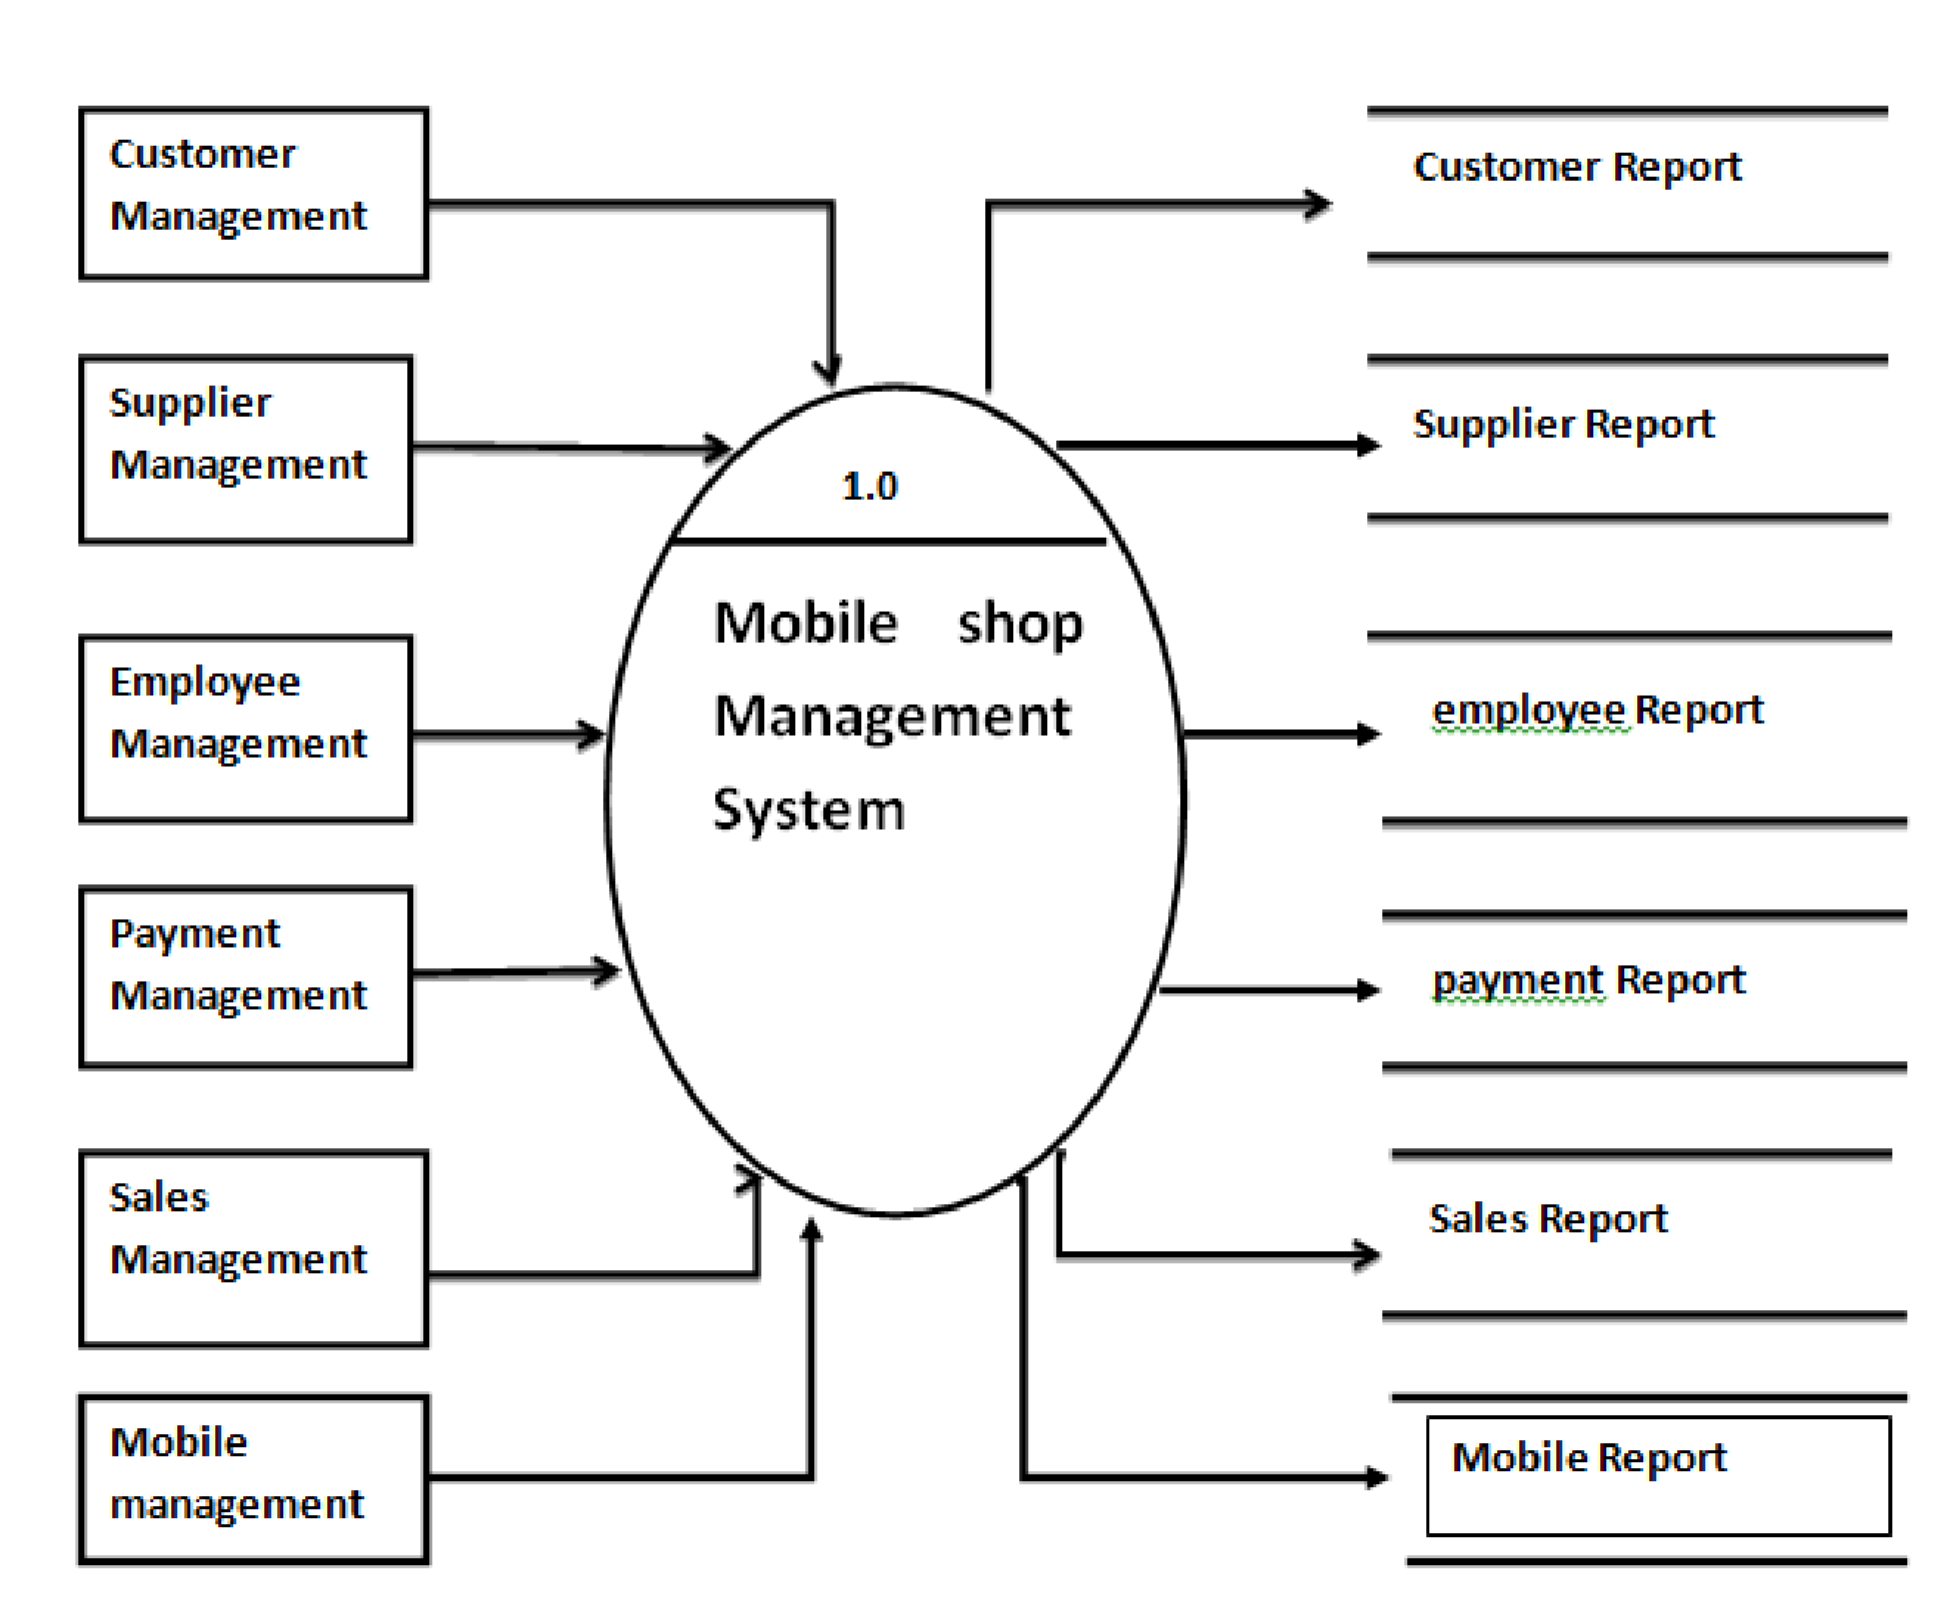 Customer
Management
Supplier
Management
Employee
Management
Payment
Management
Sales
Management
Mobile
management
1.0
Mobile shop
Management
System
Customer Report
Supplier Report
employee Report
payment Report
Sales Report
Mobile Report